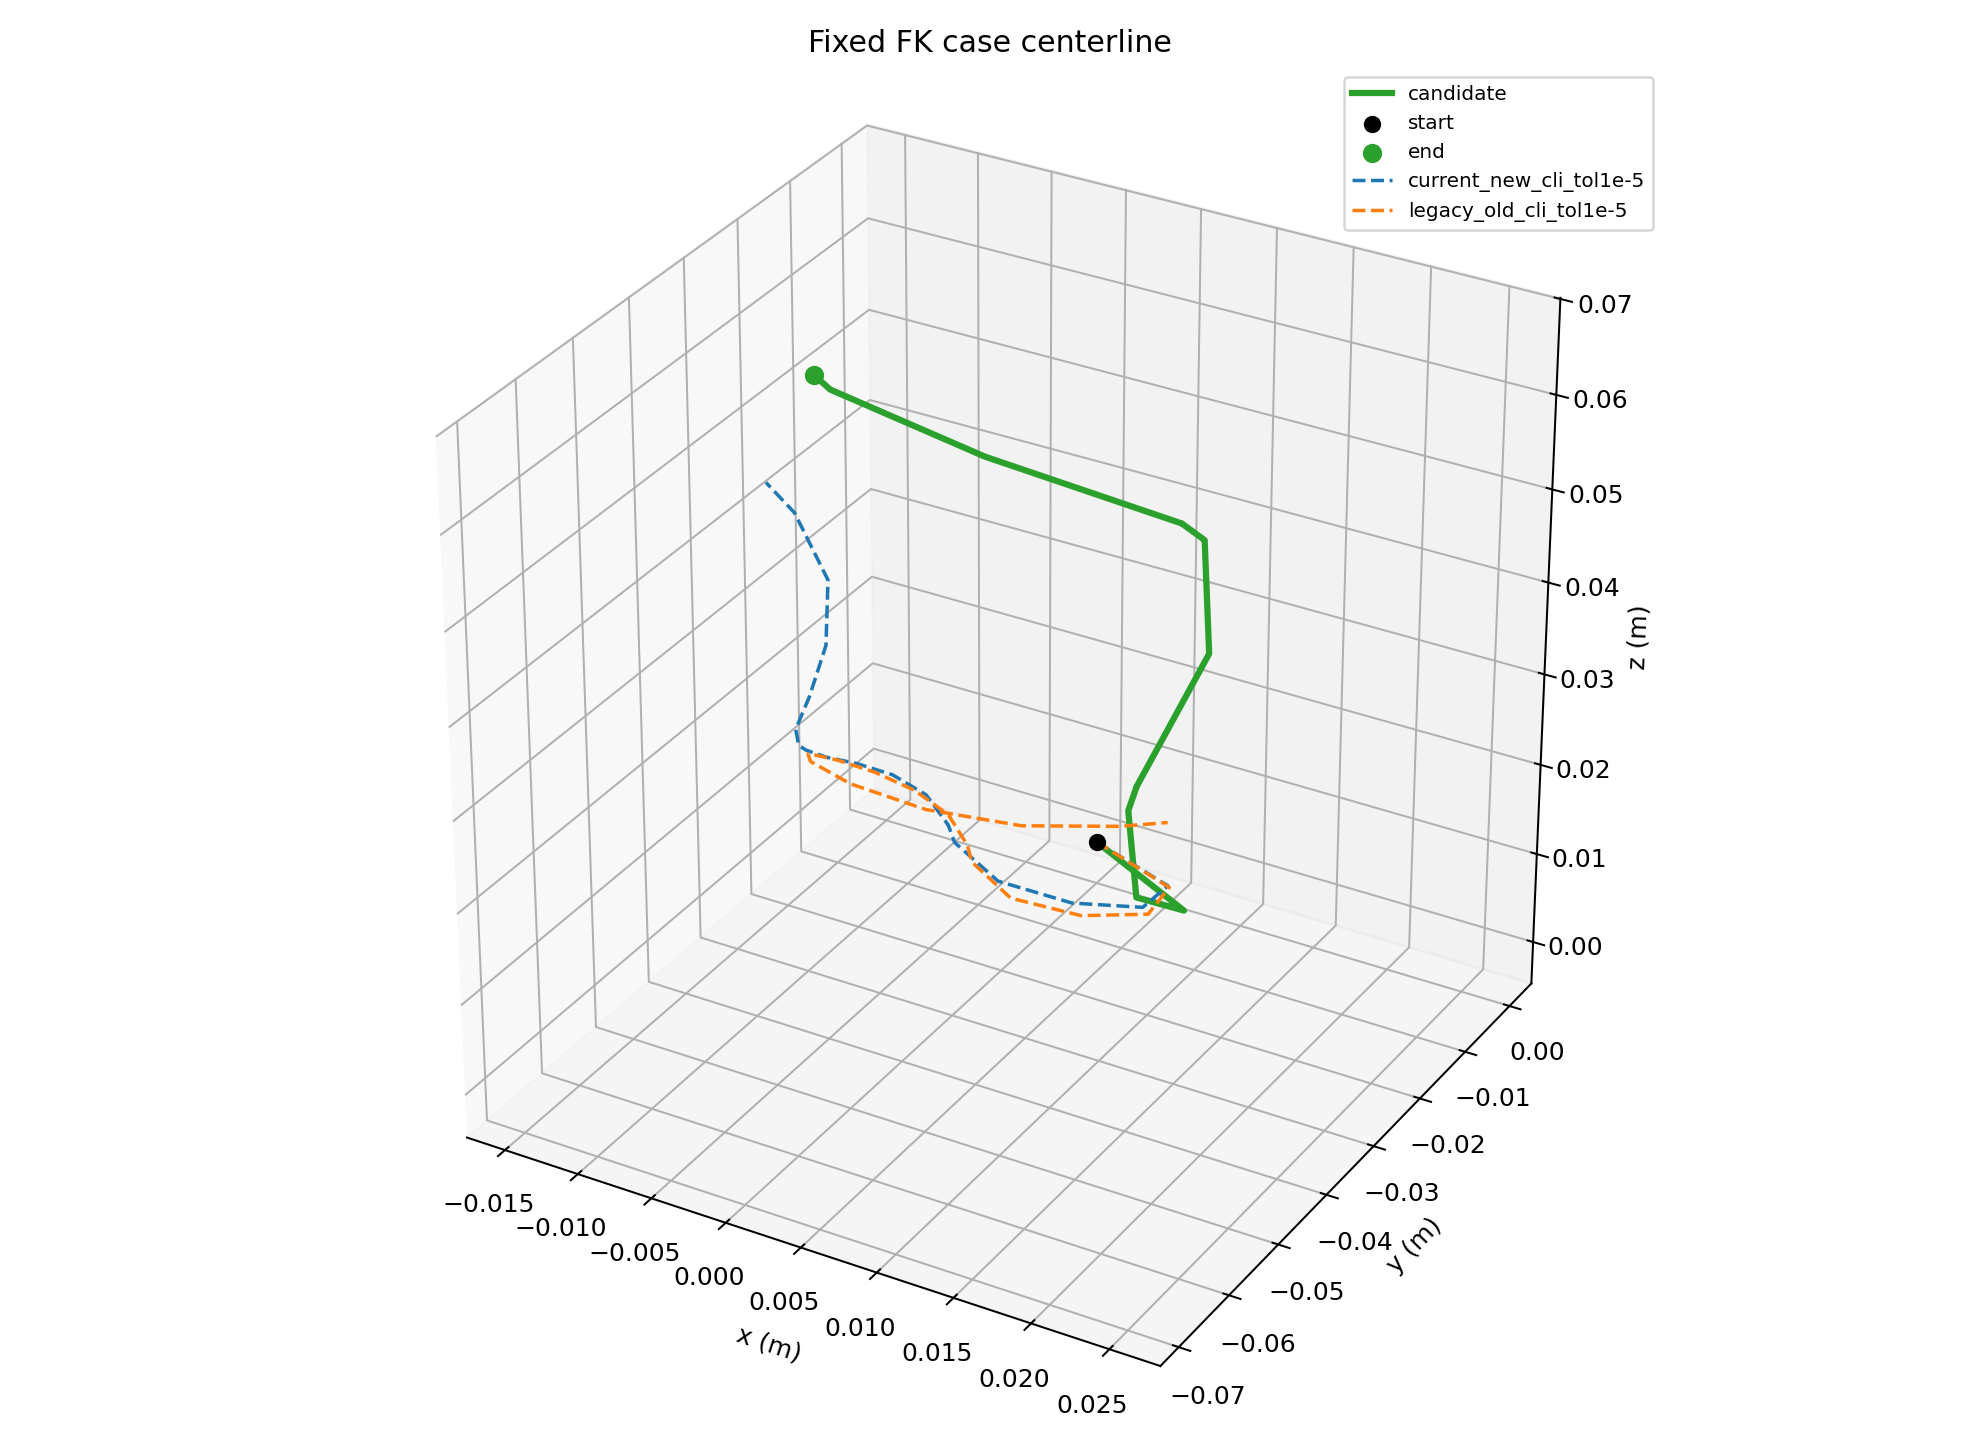 Fixed FK case centerline
candidate
start
end
current_new_cli_tol1e-5
legacy_old_cli_tol1e-5
0.07
0.06
0.05
0.04
0.03
0.02
0.01
0.00
z (m)
0.00
−0.01
−0.02
−0.03
−0.04
−0.05
−0.06
−0.07
y (m)
−0.015
−0.010
−0.005
0.000
0.005
0.010
0.015
0.020
0.025
x (m)